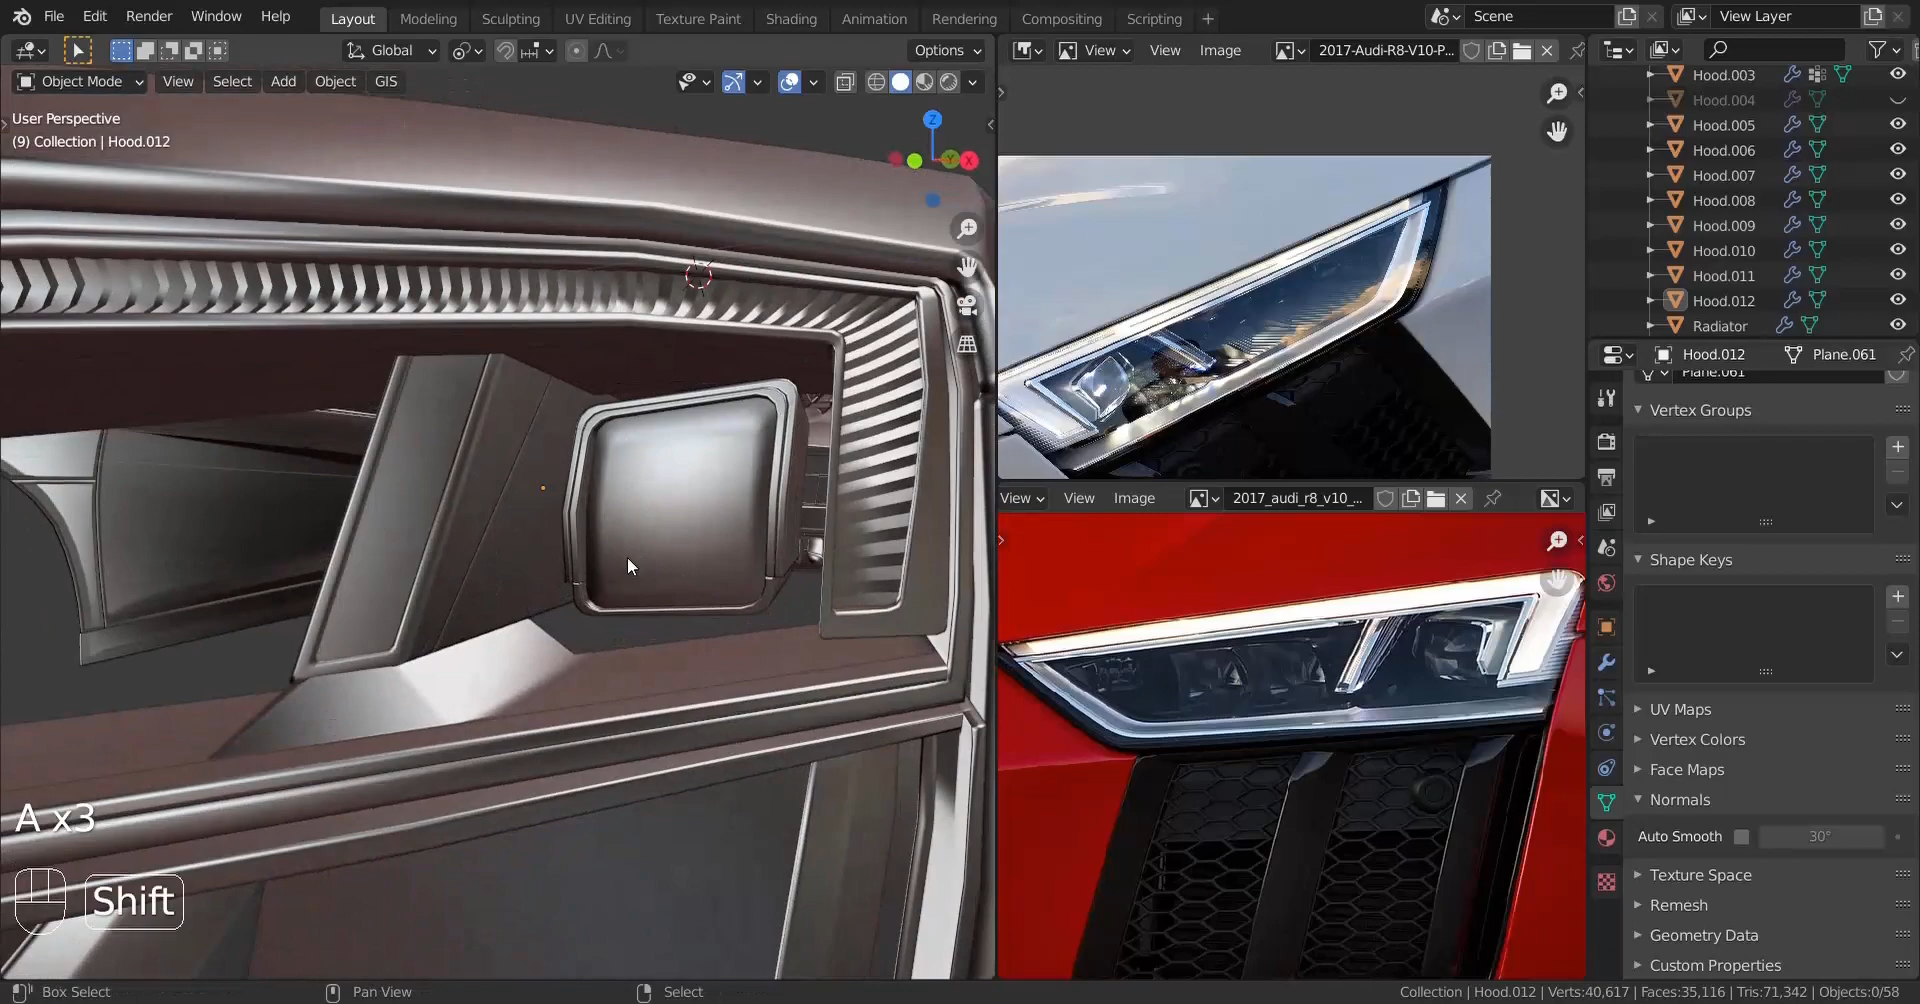 File Edit Render Window Help Layout Modeling Sculpting UV Editing Texture Paint Shading Animation Rendering Compositing Scripting + Scene View Layer
Global Options View View Image 2017-Audi-R8-V10-P...
Object Mode View Select Add Object GIS
User Perspective
(9) Collection | Hood.012
Z
Y
X
Hood.003
Hood.004
Hood.005
Hood.006
Hood.007
Hood.008
Hood.009
Hood.010
Hood.011
Hood.012
Radiator
Hood.012 Plane.061
Plane.061
Vertex Groups
View View Image 2017_audi_r8_v10_...
Shape Keys
UV Maps
Vertex Colors
Face Maps
Normals
Auto Smooth 30°
Texture Space
Remesh
Geometry Data
Custom Properties
A x3
Shift
Box Select Pan View Select Collection | Hood.012 | Verts:40,617 | Faces:35,116 | Tris:71,342 | Objects:0/58